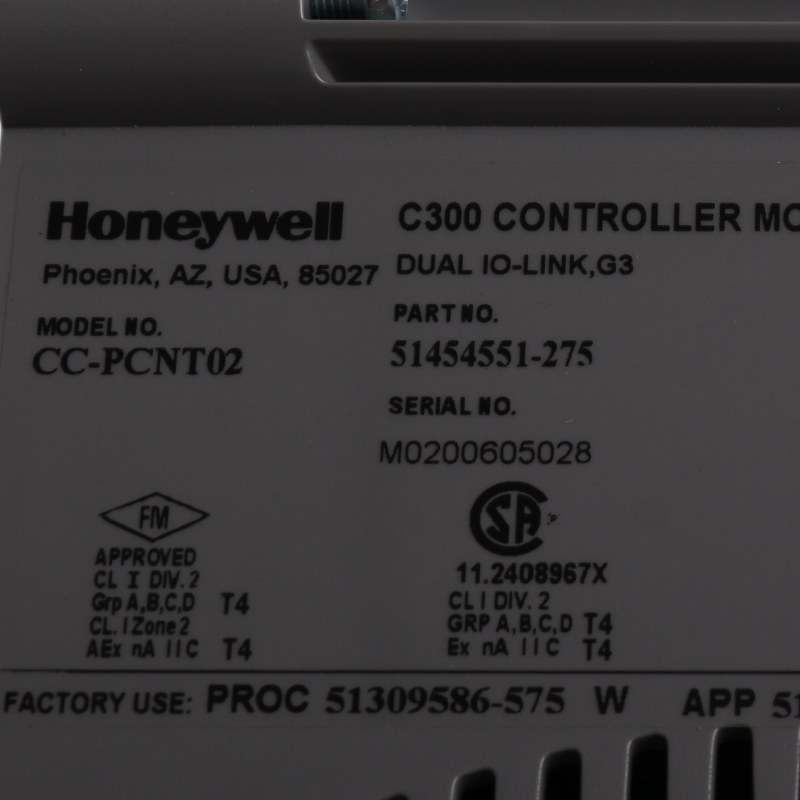 Honeywell
Phoenix, AZ, USA, 85027
C300 CONTROLLER
DUAL IO-LINK,G3
MODEL NO.
CC-PCNT02
PART NO.
51454551-275
SERIAL NO.
M0200605028
FM
APPROVED
CL I DIV. 2
Grp A,B,C,D T4
CL. I Zone 2
AEx nA IIC T4
SA
11.2408967X
CL I DIV. 2
GRP A,B,C,D T4
Ex nA IIC T4
FACTORY USE: PROC 51309586-575 W APP